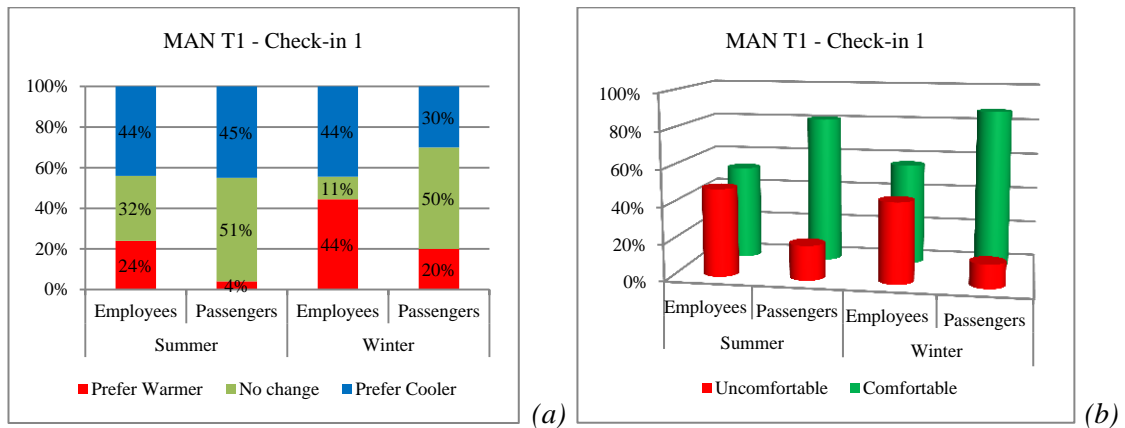 MAN T1 - Check-in 1
100%
80%
60%
40%
20%
0%
44% 45% 44% 30%
32% 51% 11% 50%
24% 4% 44% 20%
Employees Passengers Employees Passengers
Summer Winter
Prefer Warmer No change Prefer Cooler
(a)
MAN T1 - Check-in 1
100%
80%
60%
40%
20%
0%
Employees Passengers Employees Passengers
Summer Winter
Uncomfortable Comfortable
(b)